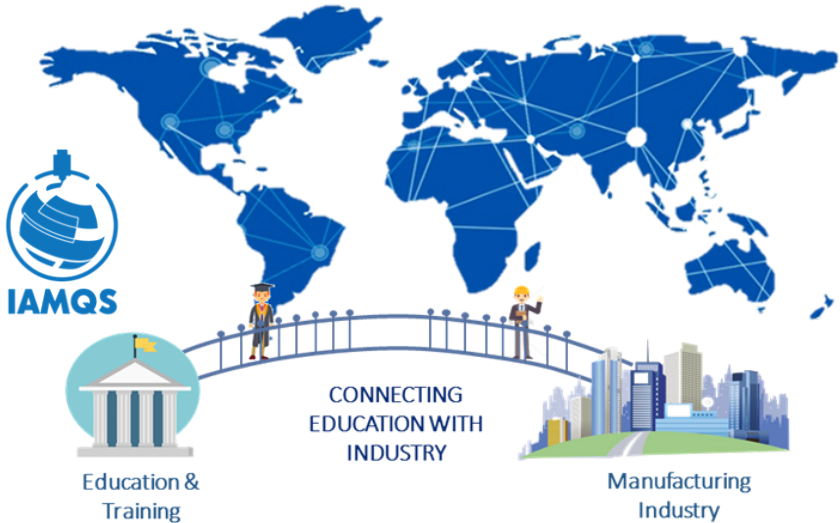 IAMQS
CONNECTING
EDUCATION WITH
INDUSTRY
Education &
Training
Manufacturing
Industry